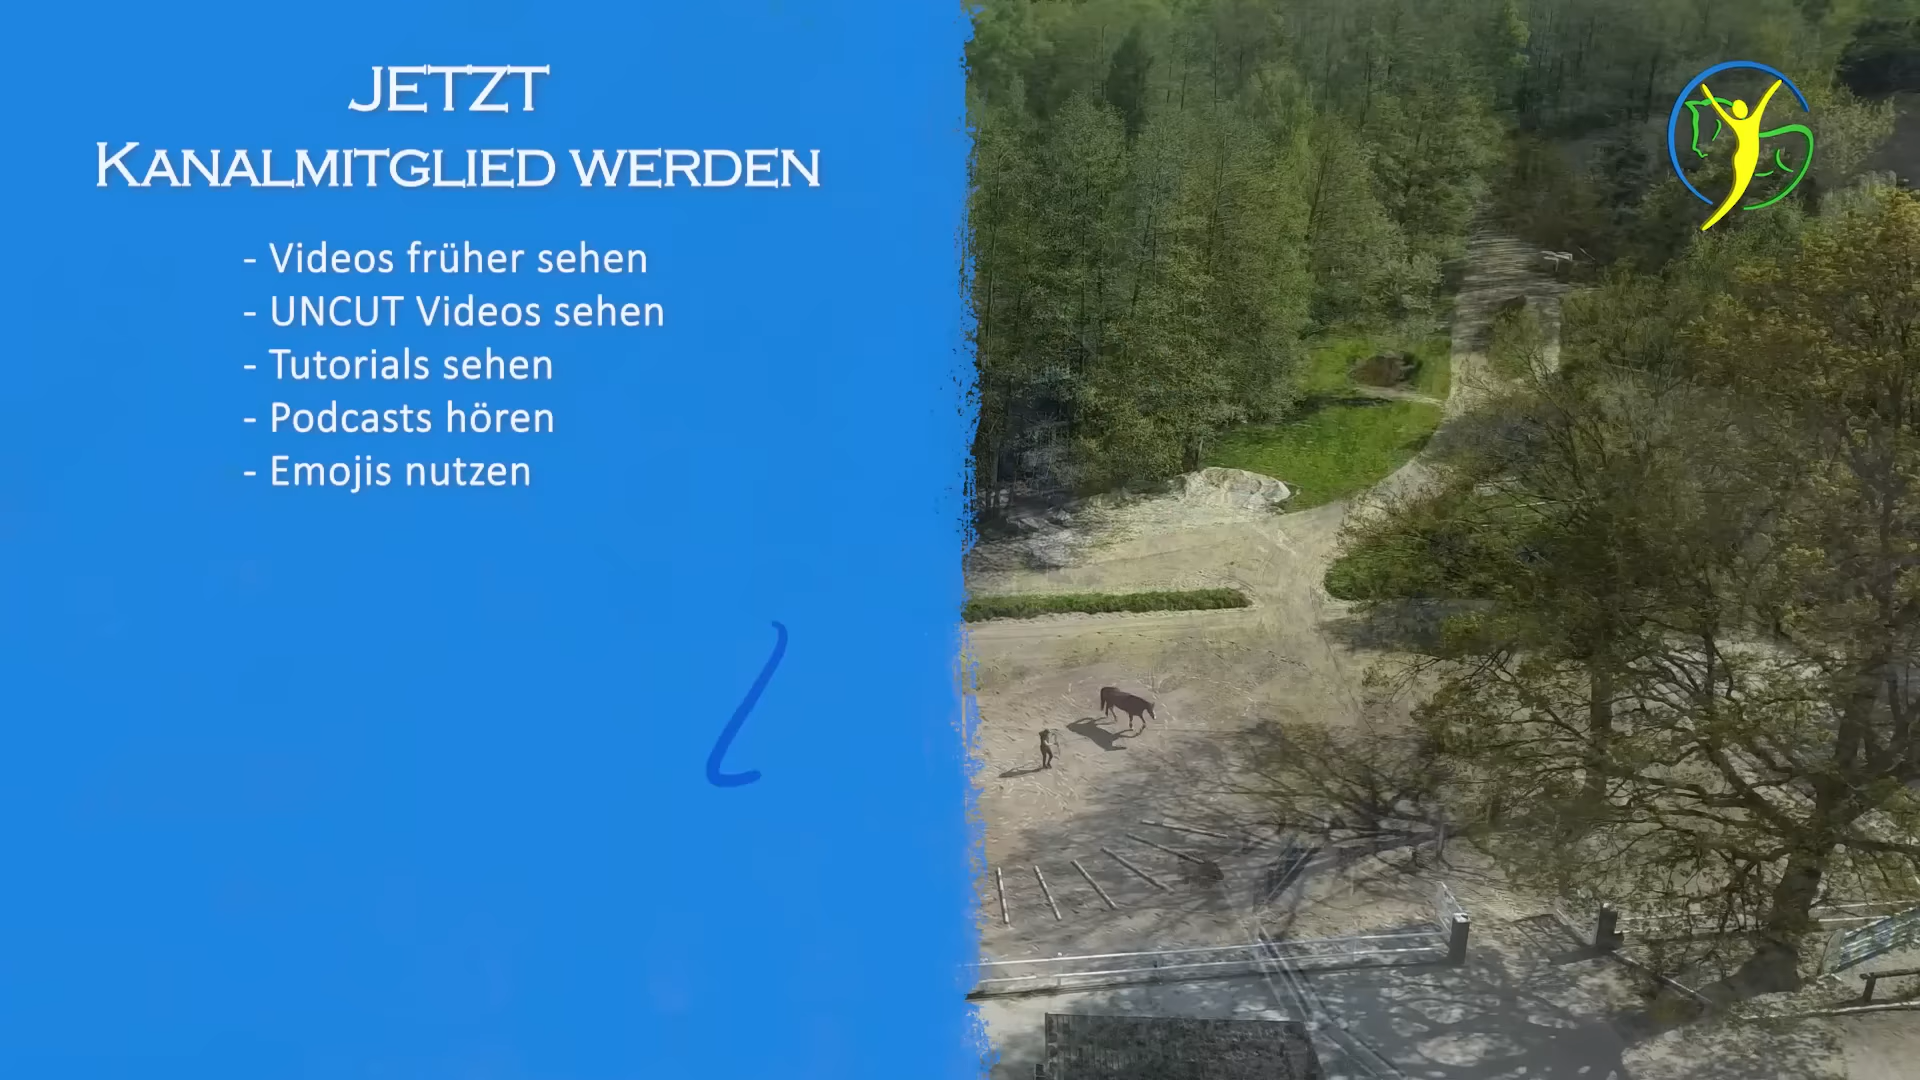 JETZT
KANALMITGLIED WERDEN
- Videos früher sehen
- UNCUT Videos sehen
- Tutorials sehen
- Podcasts hören
- Emojis nutzen